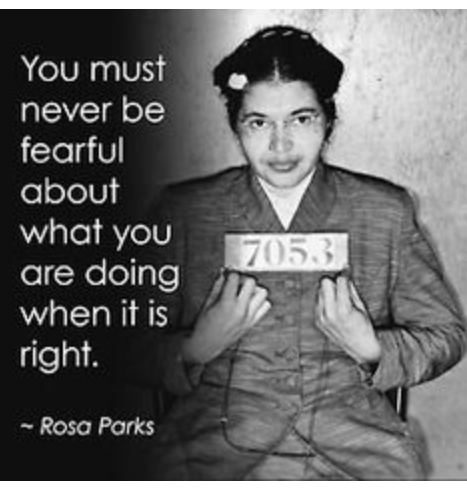 You must
never be
fearful
about
what you
are doing
when it is
right.
~ Rosa Parks
7053